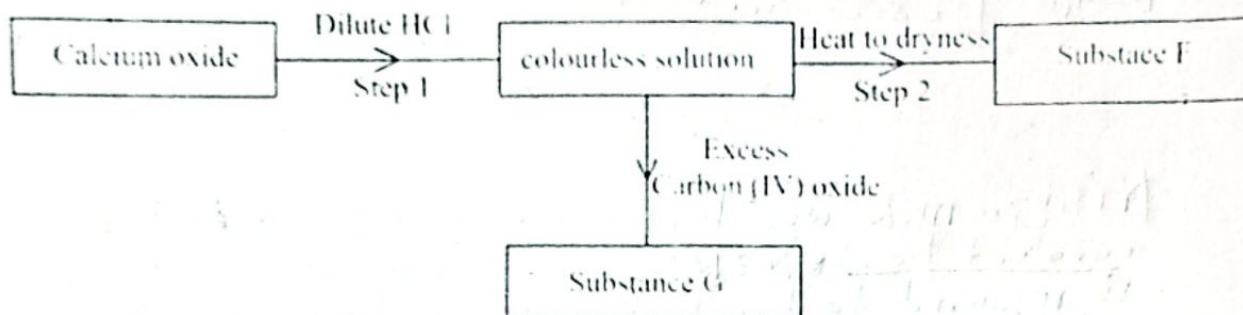 Dilute HCl
Calcium oxide
Step 1
colourless solution
Heat to dryness
Step 2
Substace F
Excess
Carbon (IV) oxide
Substance G